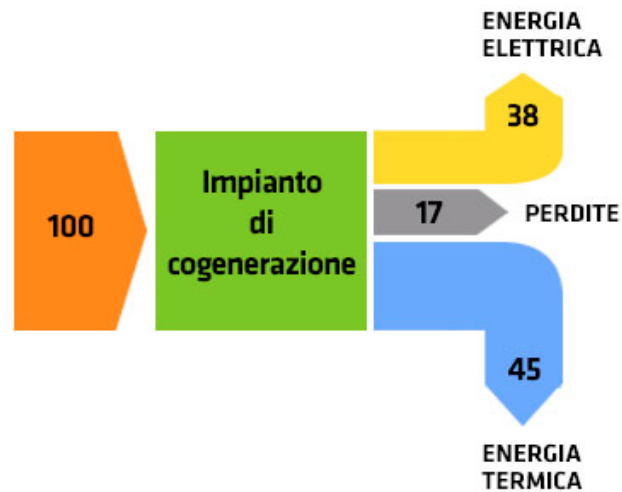 ENERGIA
ELETTRICA
38
100
Impianto
di
cogenerazione
17
PERDITE
45
ENERGIA
TERMICA